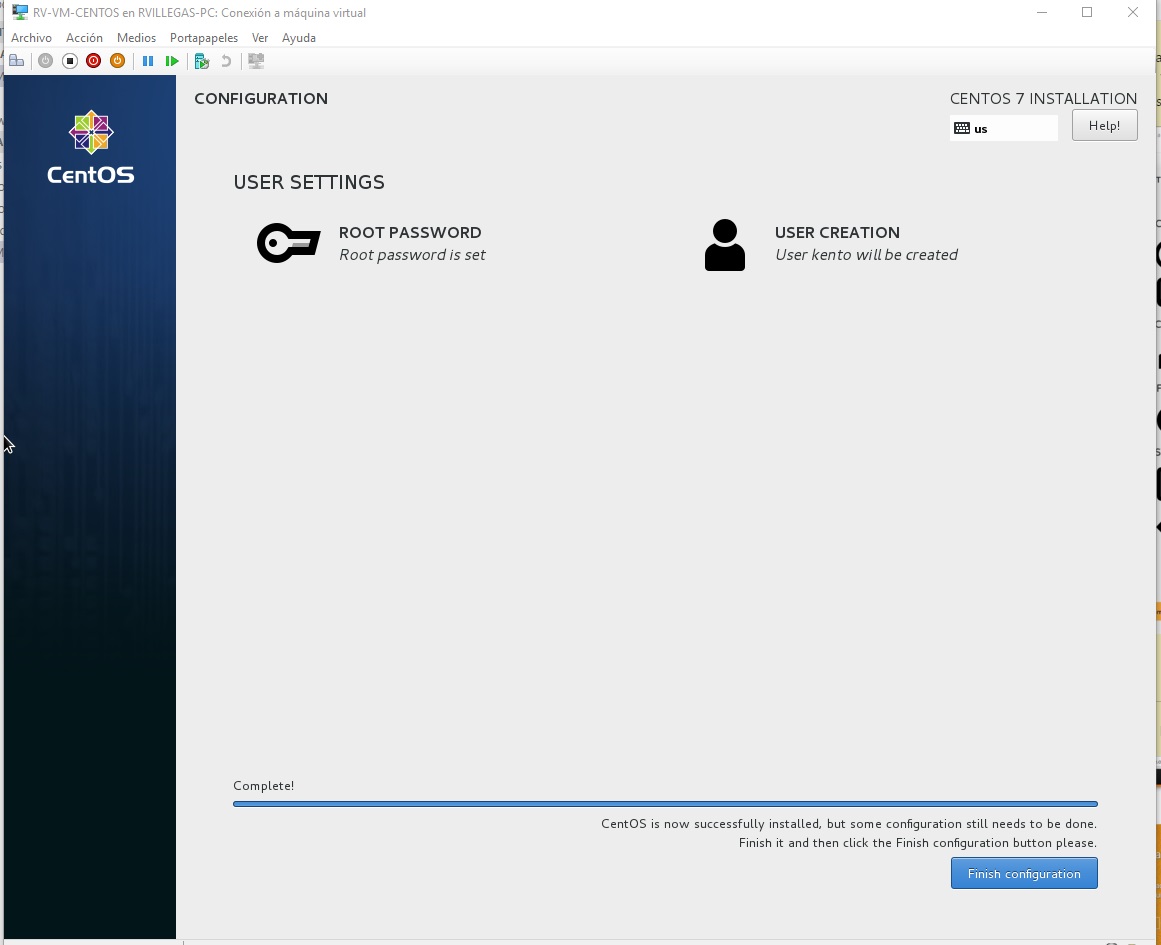 RV-VM-CENTOS en RVILLEGAS-PC: Conexión a máquina virtual
Archivo Acción Medios Portapapeles Ver Ayuda
CentOS
CONFIGURATION
CENTOS 7 INSTALLATION
us
Help!
USER SETTINGS
ROOT PASSWORD
Root password is set
USER CREATION
User kento will be created
Complete!
CentOS is now successfully installed, but some configuration still needs to be done.
Finish it and then click the Finish configuration button please.
Finish configuration